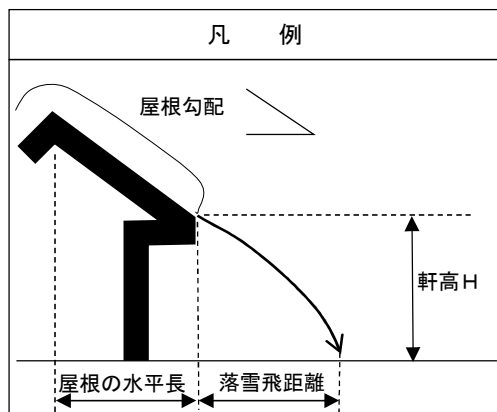 凡　　例
屋根勾配
軒高Ｈ
屋根の水平長
落雪飛距離